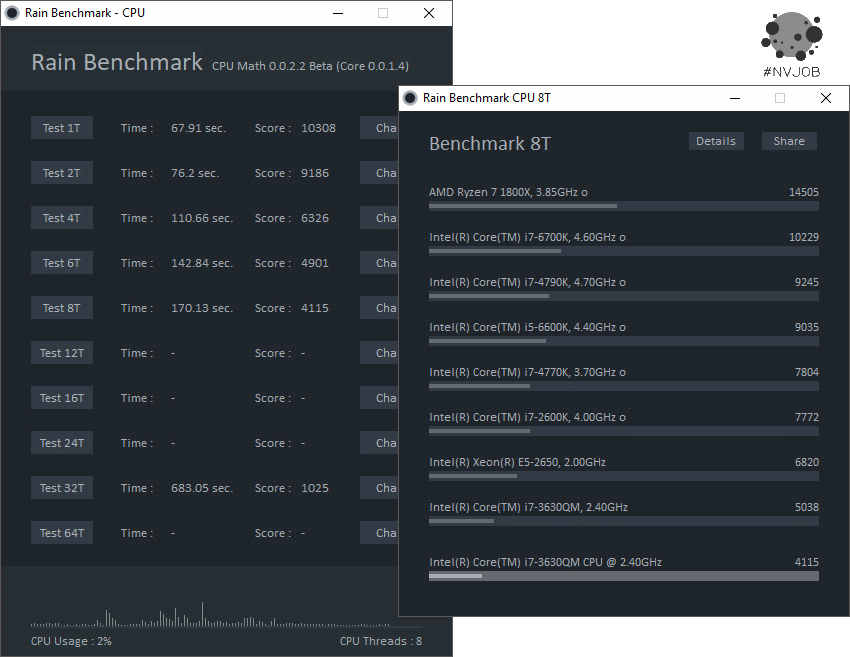 Rain Benchmark - CPU
Rain Benchmark CPU Math 0.0.2.2 Beta (Core 0.0.1.4)
Test 1T Time : 67.91 sec. Score : 10308 Cha
Test 2T Time : 76.2 sec. Score : 9186 Cha
Test 4T Time : 110.66 sec. Score : 6326 Cha
Test 6T Time : 142.84 sec. Score : 4901 Cha
Test 8T Time : 170.13 sec. Score : 4115 Cha
Test 12T Time : - Score : - Cha
Test 16T Time : - Score : - Cha
Test 24T Time : - Score : - Cha
Test 32T Time : 683.05 sec. Score : 1025 Cha
Test 64T Time : - Score : - Cha
CPU Usage : 2% CPU Threads : 8
#NVJOB
Rain Benchmark CPU 8T
Benchmark 8T Details Share
AMD Ryzen 7 1800X, 3.85GHz o 14505
Intel(R) Core(TM) i7-6700K, 4.60GHz o 10229
Intel(R) Core(TM) i7-4790K, 4.70GHz o 9245
Intel(R) Core(TM) i5-6600K, 4.40GHz o 9035
Intel(R) Core(TM) i7-4770K, 3.70GHz o 7804
Intel(R) Core(TM) i7-2600K, 4.00GHz o 7772
Intel(R) Xeon(R) E5-2650, 2.00GHz 6820
Intel(R) Core(TM) i7-3630QM, 2.40GHz 5038
Intel(R) Core(TM) i7-3630QM CPU @ 2.40GHz 4115